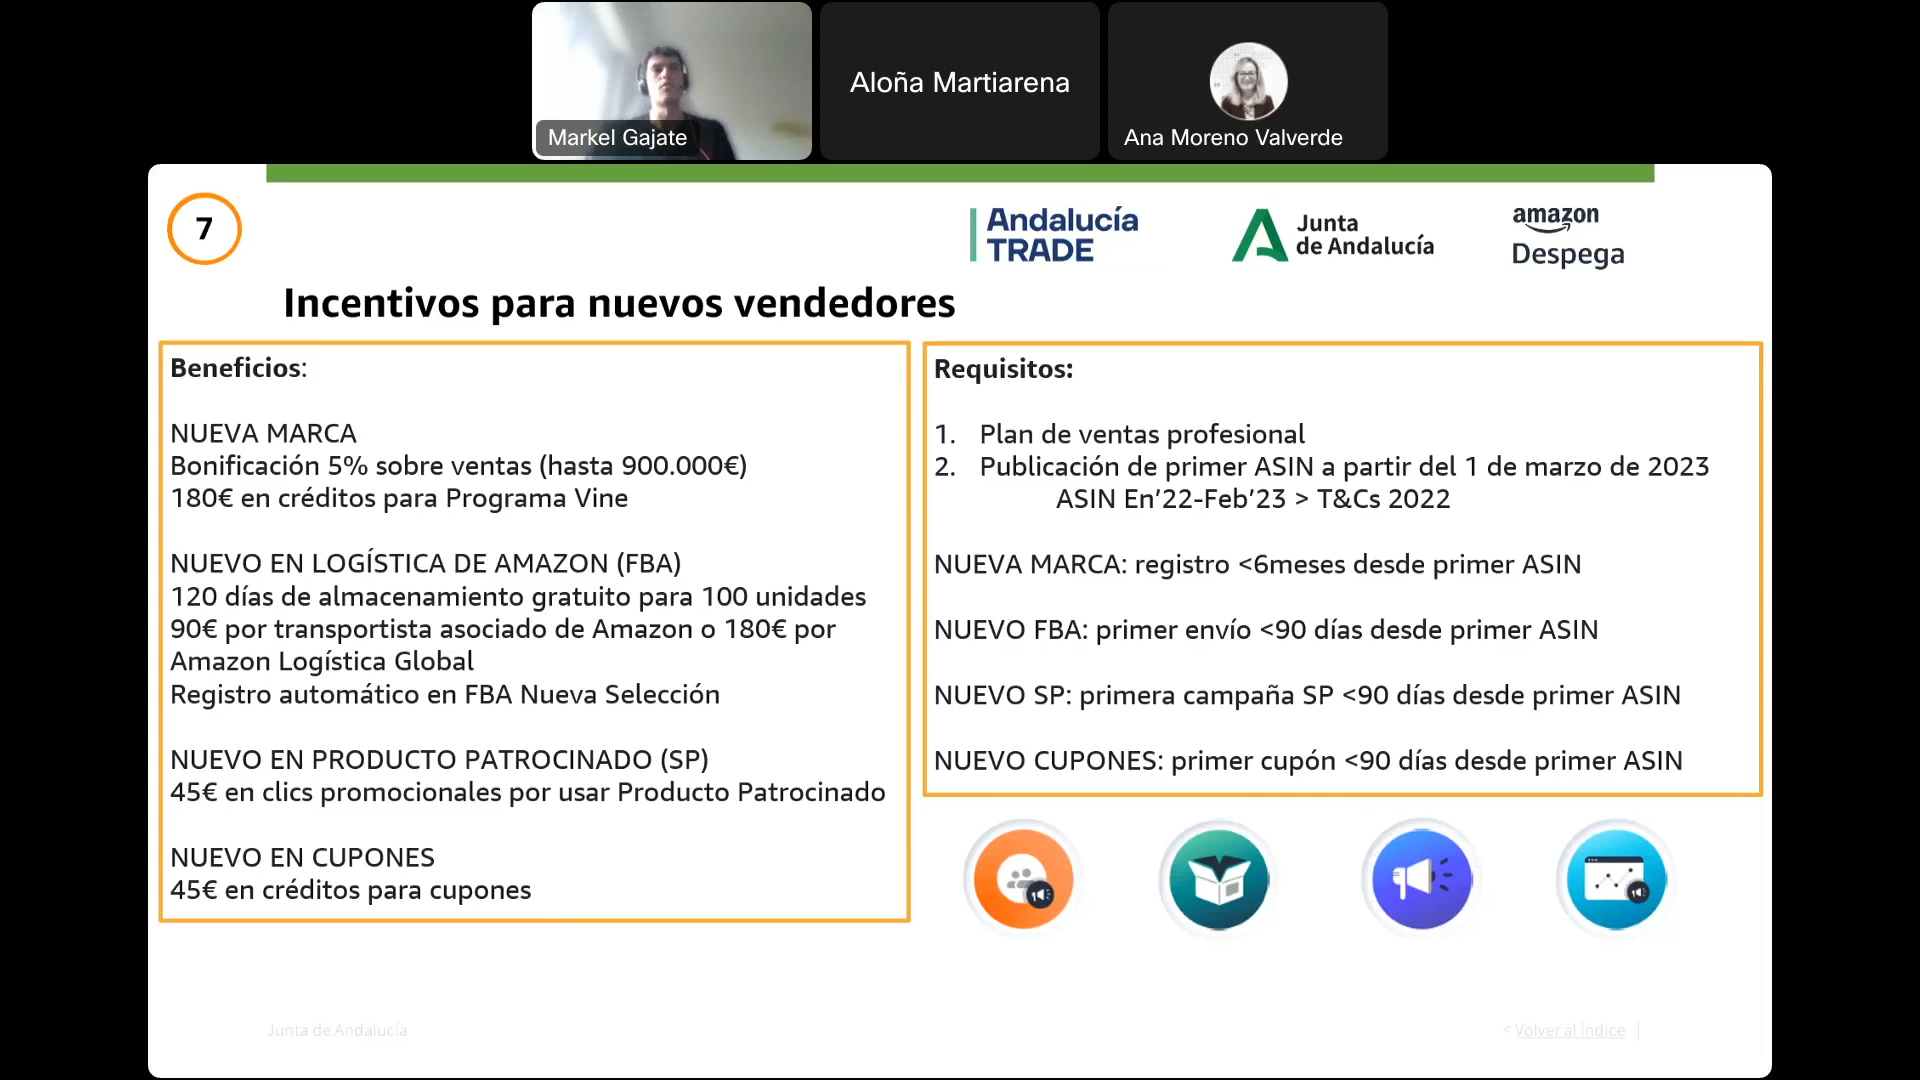 Markel Gajate
Aloña Martiarena
Ana Moreno Valverde
7
Andalucía
TRADE
Junta
de Andalucía
amazon
Despega
Incentivos para nuevos vendedores
Beneficios:
NUEVA MARCA
Bonificación 5% sobre ventas (hasta 900.000€)
180€ en créditos para Programa Vine
NUEVO EN LOGÍSTICA DE AMAZON (FBA)
120 días de almacenamiento gratuito para 100 unidades
90€ por transportista asociado de Amazon o 180€ por
Amazon Logística Global
Registro automático en FBA Nueva Selección
NUEVO EN PRODUCTO PATROCINADO (SP)
45€ en clics promocionales por usar Producto Patrocinado
NUEVO EN CUPONES
45€ en créditos para cupones
Requisitos:
1. Plan de ventas profesional
2. Publicación de primer ASIN a partir del 1 de marzo de 2023
ASIN En’22-Feb’23 > T&Cs 2022
NUEVA MARCA: registro <6meses desde primer ASIN
NUEVO FBA: primer envío <90 días desde primer ASIN
NUEVO SP: primera campaña SP <90 días desde primer ASIN
NUEVO CUPONES: primer cupón <90 días desde primer ASIN
Junta de Andalucía
< Volver al índice |